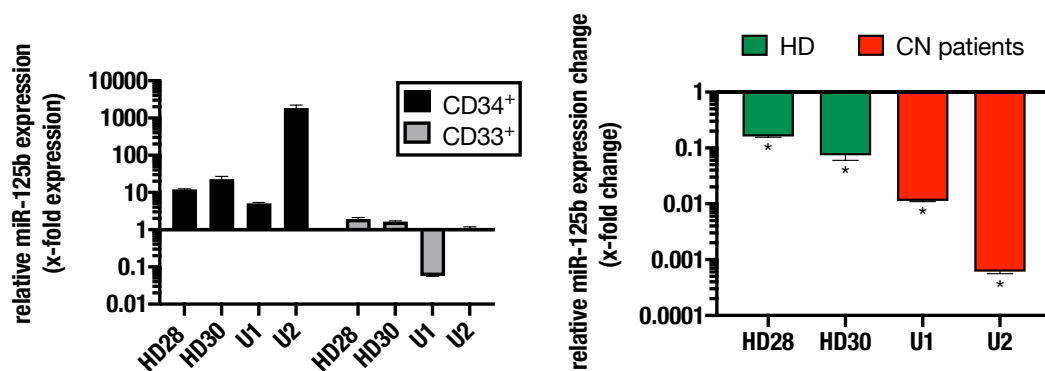 relative miR-125b expression
(x-fold expression)
10000
1000
100
10
1
0.1
0.01
CD34+
CD33+
HD28
HD30
U1
U2
HD28
HD30
U1
U2
HD
CN patients
relative miR-125b expression change
(x-fold change)
1
0.1
0.01
0.001
0.0001
*
*
*
*
HD28
HD30
U1
U2